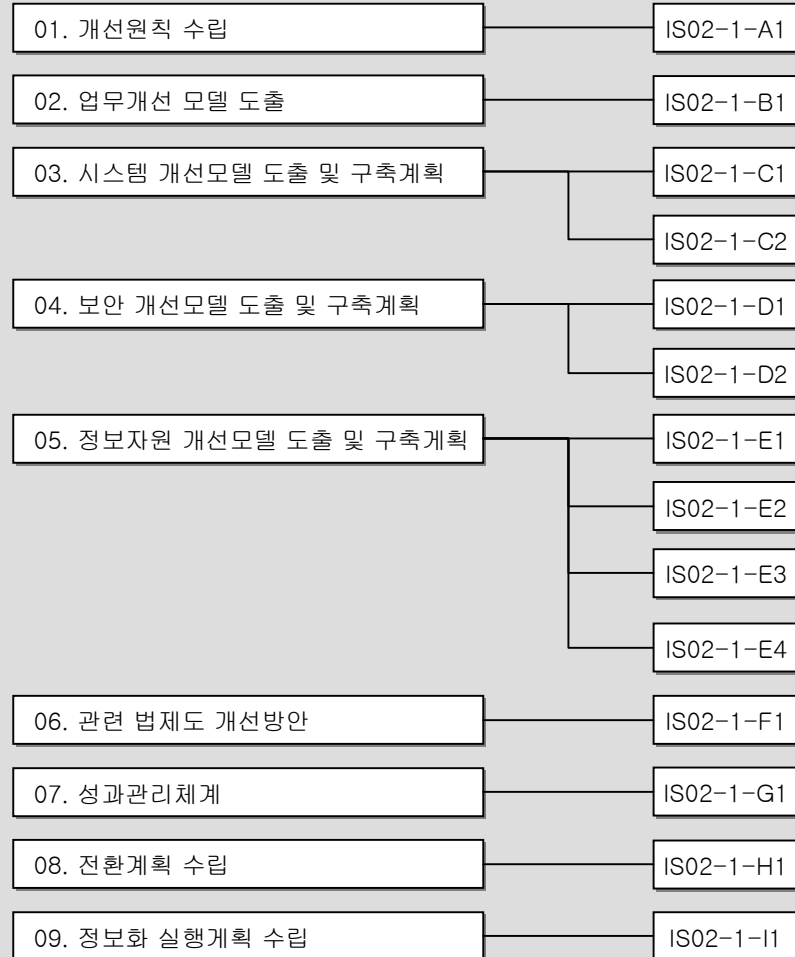 01. 개선원칙 수립
IS02-1-A1
02. 업무개선 모델 도출
IS02-1-B1
03. 시스템 개선모델 도출 및 구축계획
IS02-1-C1
IS02-1-C2
04. 보안 개선모델 도출 및 구축계획
IS02-1-D1
IS02-1-D2
05. 정보자원 개선모델 도출 및 구축계획
IS02-1-E1
IS02-1-E2
IS02-1-E3
IS02-1-E4
06. 관련 법제도 개선방안
IS02-1-F1
07. 성과관리체계
IS02-1-G1
08. 전환계획 수립
IS02-1-H1
09. 정보화 실행계획 수립
IS02-1-I1